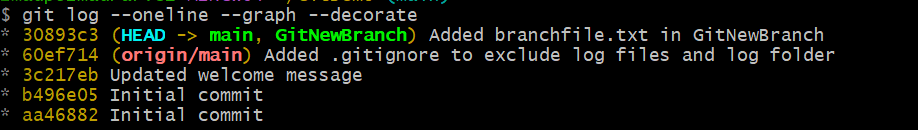 $ git log --oneline --graph --decorate
* 30893c3 (HEAD -> main, GitNewBranch) Added branchfile.txt in GitNewBranch
* 60ef714 (origin/main) Added .gitignore to exclude log files and log folder
* 3c217eb Updated welcome message
* b496e05 Initial commit
* aa46882 Initial commit